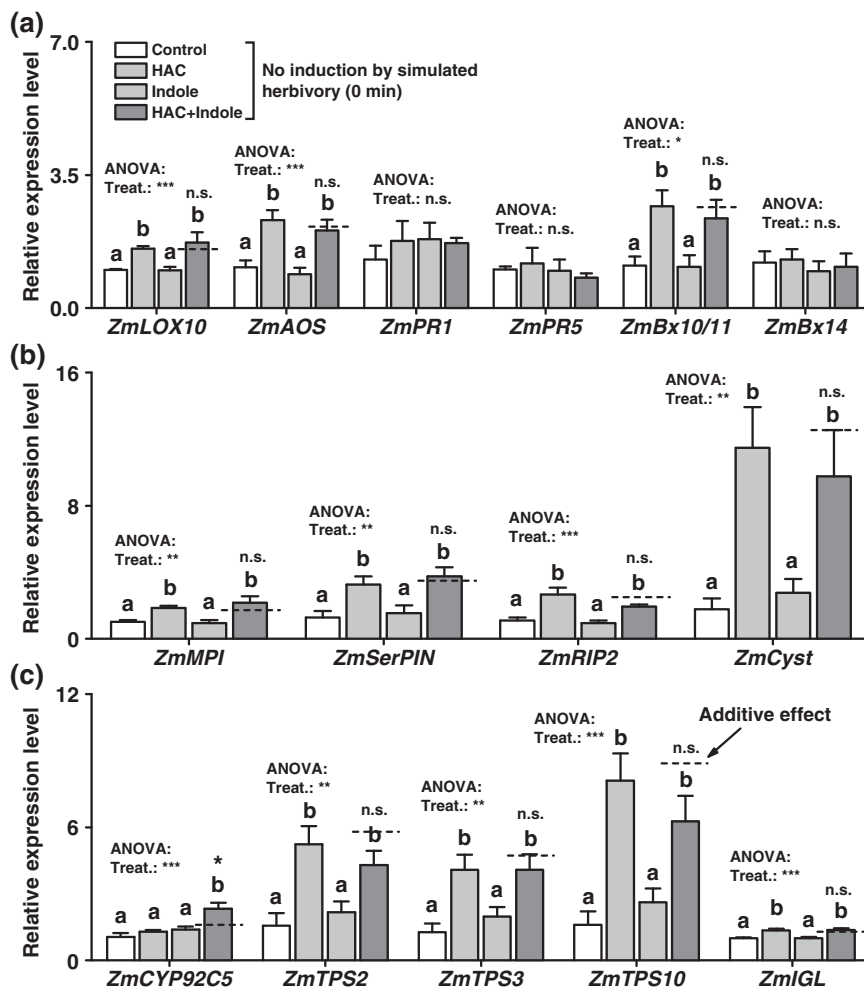 (a)
Relative expression level
7.0
3.5
0.0
Control
HAC
Indole
HAC+Indole
No induction by simulated
herbivory (0 min)
ANOVA:
Treat.: ***
a
b
a
n.s.
b
ANOVA:
Treat.: ***
a
b
a
n.s.
b
ANOVA:
Treat.: n.s.
ANOVA:
Treat.: n.s.
ANOVA:
Treat.: *
a
b
a
n.s.
b
ANOVA:
Treat.: n.s.
ZmLOX10 ZmAOS ZmPR1 ZmPR5 ZmBx10/11 ZmBx14
(b)
Relative expression level
16
8
0
ANOVA:
Treat.: **
a
b
a
n.s.
b
ANOVA:
Treat.: **
a
b
a
n.s.
b
ANOVA:
Treat.: ***
a
b
a
n.s.
b
ANOVA:
Treat.: **
a
b
a
n.s.
b
ZmMPI ZmSerPIN ZmRIP2 ZmCyst
(c)
Relative expression level
12
6
0
ANOVA:
Treat.: ***
a
a
a
*
b
ANOVA:
Treat.: **
a
b
a
n.s.
b
ANOVA:
Treat.: **
a
b
a
n.s.
b
ANOVA:
Treat.: ***
a
b
a
n.s.
b
Additive effect
ANOVA:
Treat.: ***
a
b
a
n.s.
b
ZmCYP92C5 ZmTPS2 ZmTPS3 ZmTPS10 ZmIGL